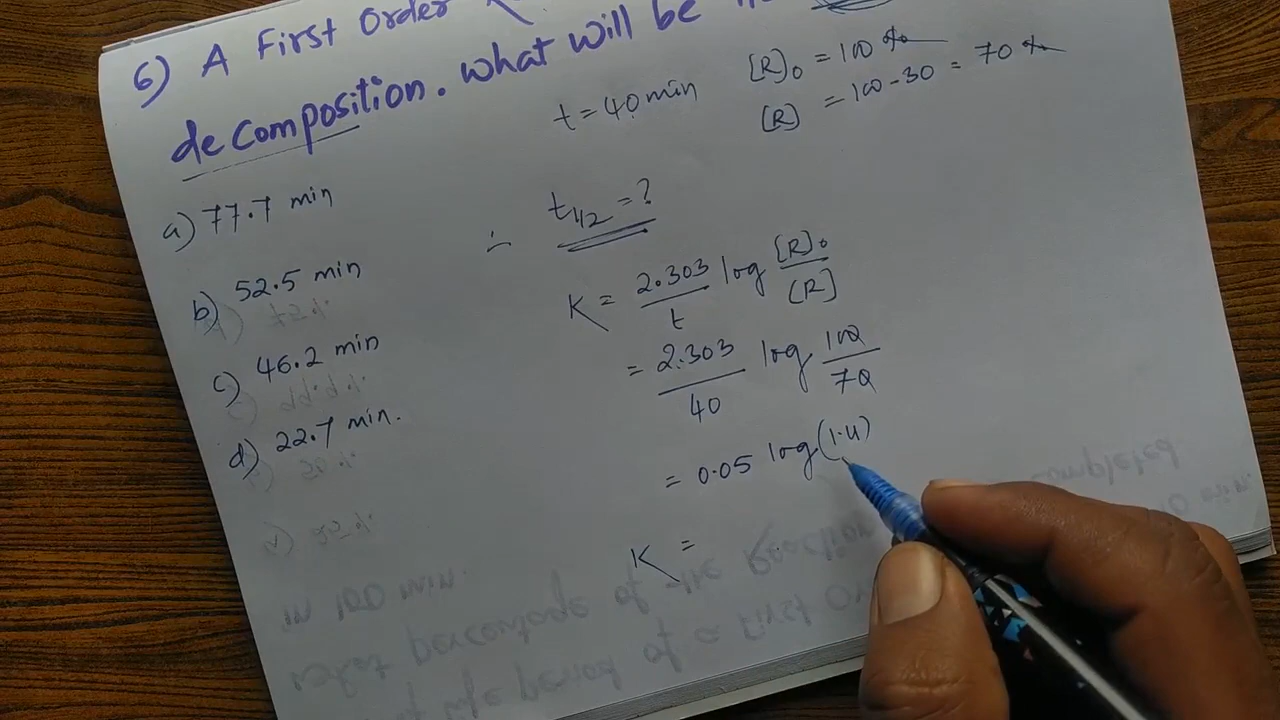 6) A First Order
decomposition. what will be
t = 40 min
[R]₀ = 100 %
[R] = 100 - 30 = 70 %
a) 77.7 min
b) 52.5 min
c) 46.2 min
d) 22.7 min.
∴ t1/2 = ?
K = 2.303/t log [R]₀/[R]
= 2.303/40 log 100/70
= 0.05 log(1.4)
K =